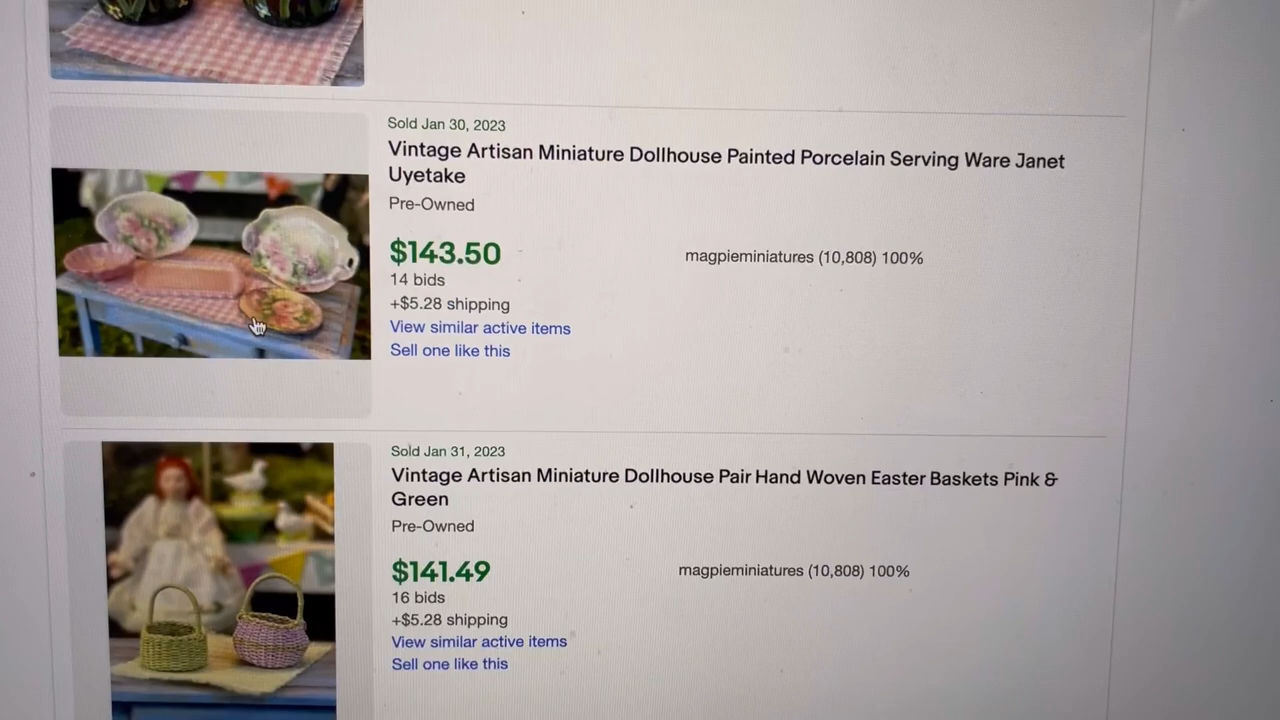 Sold Jan 30, 2023
Vintage Artisan Miniature Dollhouse Painted Porcelain Serving Ware Janet
Uyetake
Pre-Owned
$143.50
14 bids
+$5.28 shipping
View similar active items
Sell one like this
magpieminiatures (10,808) 100%
Sold Jan 31, 2023
Vintage Artisan Miniature Dollhouse Pair Hand Woven Easter Baskets Pink &
Green
Pre-Owned
$141.49
16 bids
+$5.28 shipping
View similar active items
Sell one like this
magpieminiatures (10,808) 100%